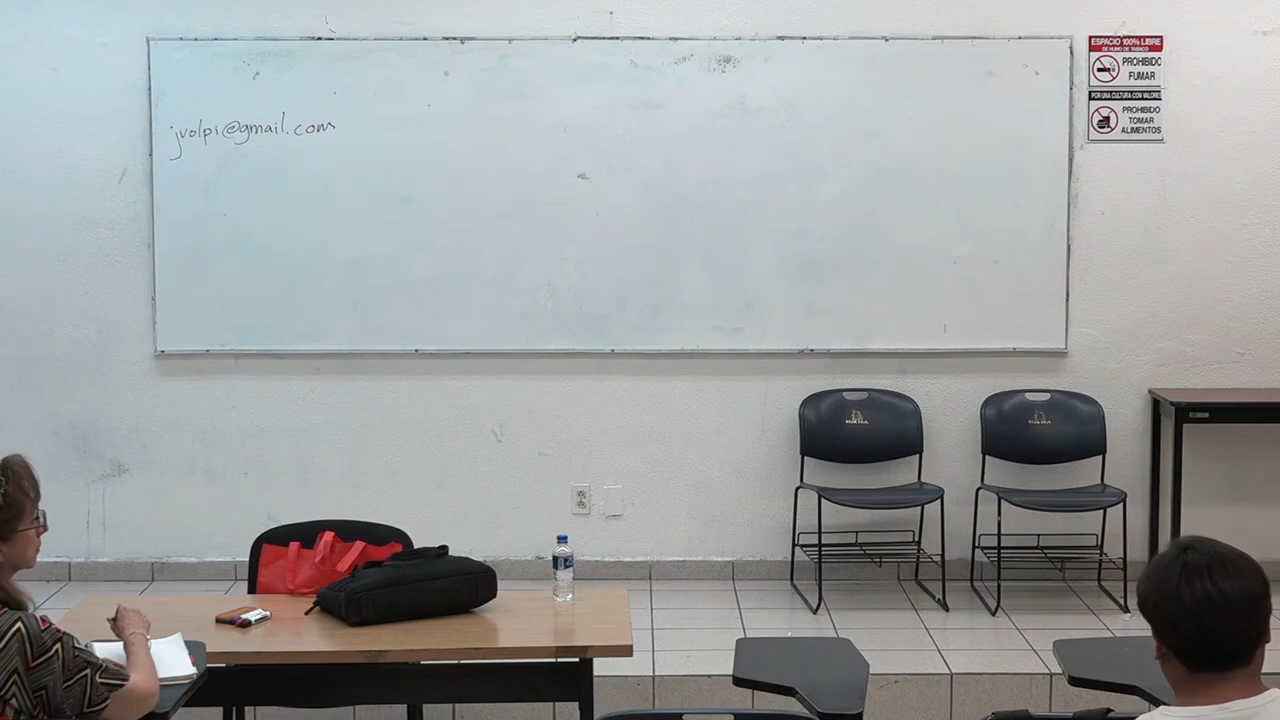 jvolpi@gmail.com
ESPACIO 100% LIBRE
DE HUMO DE TABACO
PROHIBIDO
FUMAR
POR UNA CULTURA CON VALORES
PROHIBIDO
TOMAR
ALIMENTOS